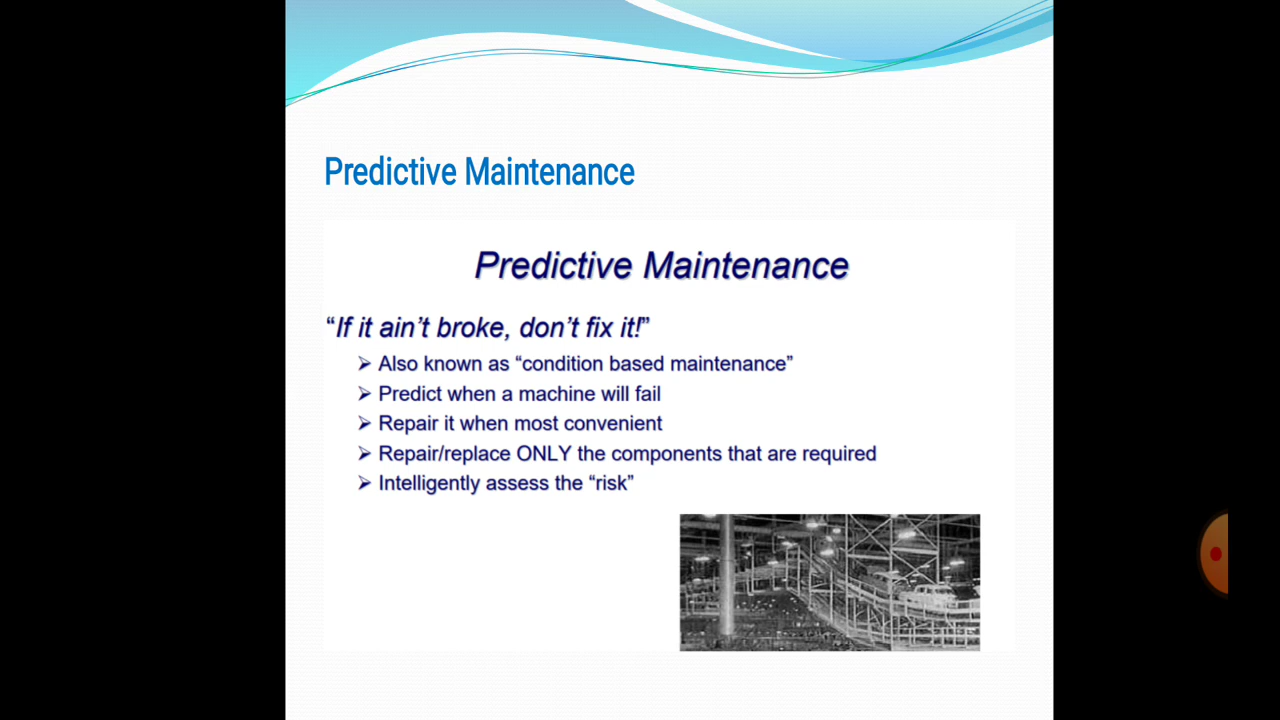 Predictive Maintenance
Predictive Maintenance
“If it ain’t broke, don’t fix it!”
➢ Also known as “condition based maintenance”
➢ Predict when a machine will fail
➢ Repair it when most convenient
➢ Repair/replace ONLY the components that are required
➢ Intelligently assess the “risk”